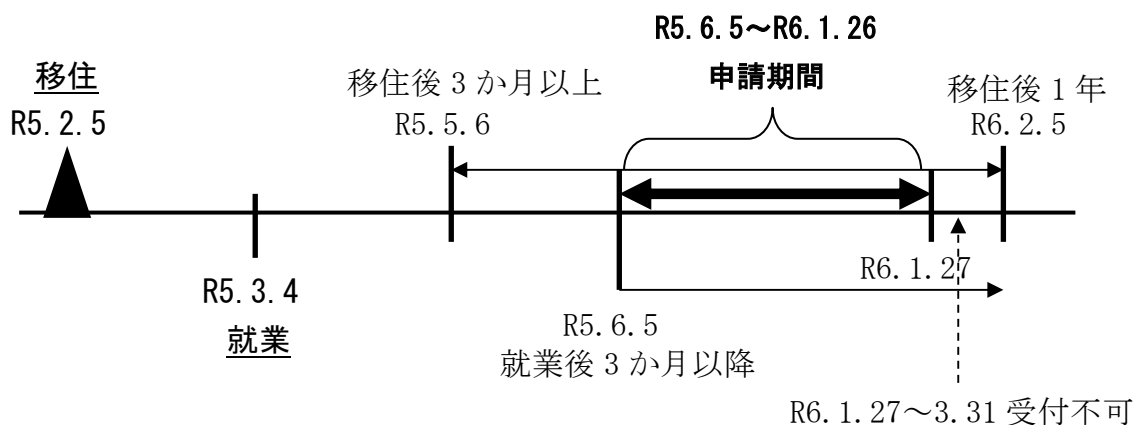 R5.6.5～R6.1.26
申請期間
移住
R5.2.5
移住後3か月以上
R5.5.6
移住後1年
R6.2.5
R5.3.4
就業
R6.1.27
R5.6.5
就業後3か月以降
R6.1.27～3.31 受付不可